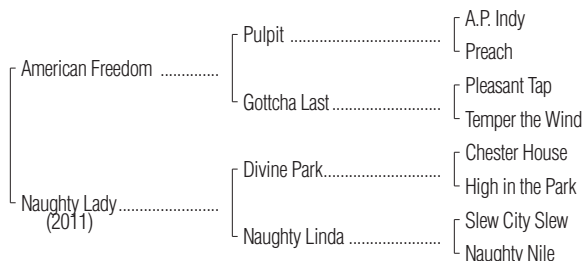 A.P. Indy
Pulpit ........................................
Preach
American Freedom ...............
Pleasant Tap
Gottcha Last.............................
Temper the Wind
Chester House
Divine Park..............................
High in the Park
Naughty Lady..........................
(2011)
Slew City Slew
Naughty Linda .........................
Naughty Nile